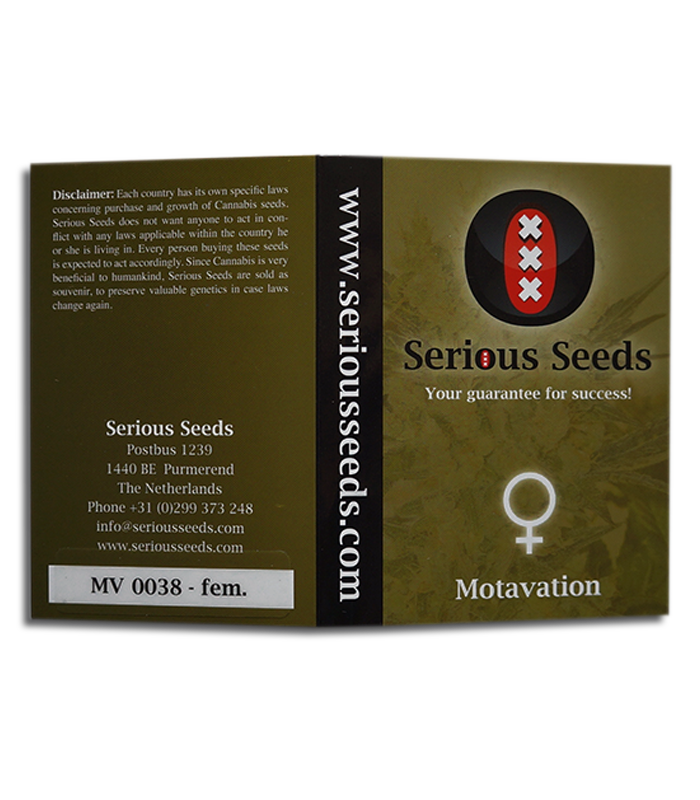 Disclaimer: Each country has its own specific laws
concerning purchase and growth of Cannabis seeds.
Serious Seeds does not want anyone to act in con-
flict with any laws applicable within the country he
or she is living in. Every person buying these seeds
is expected to act accordingly. Since Cannabis is very
beneficial to humankind, Serious Seeds are sold as
souvenir, to preserve valuable genetics in case laws
change again.
Serious Seeds
Postbus 1239
1440 BE Purmerend
The Netherlands
Phone +31 (0)299 373 248
info@seriousseeds.com
www.seriousseeds.com
MV 0038 - fem.
www.seriousseeds.com
Serious Seeds
Your guarantee for success!
Motavation